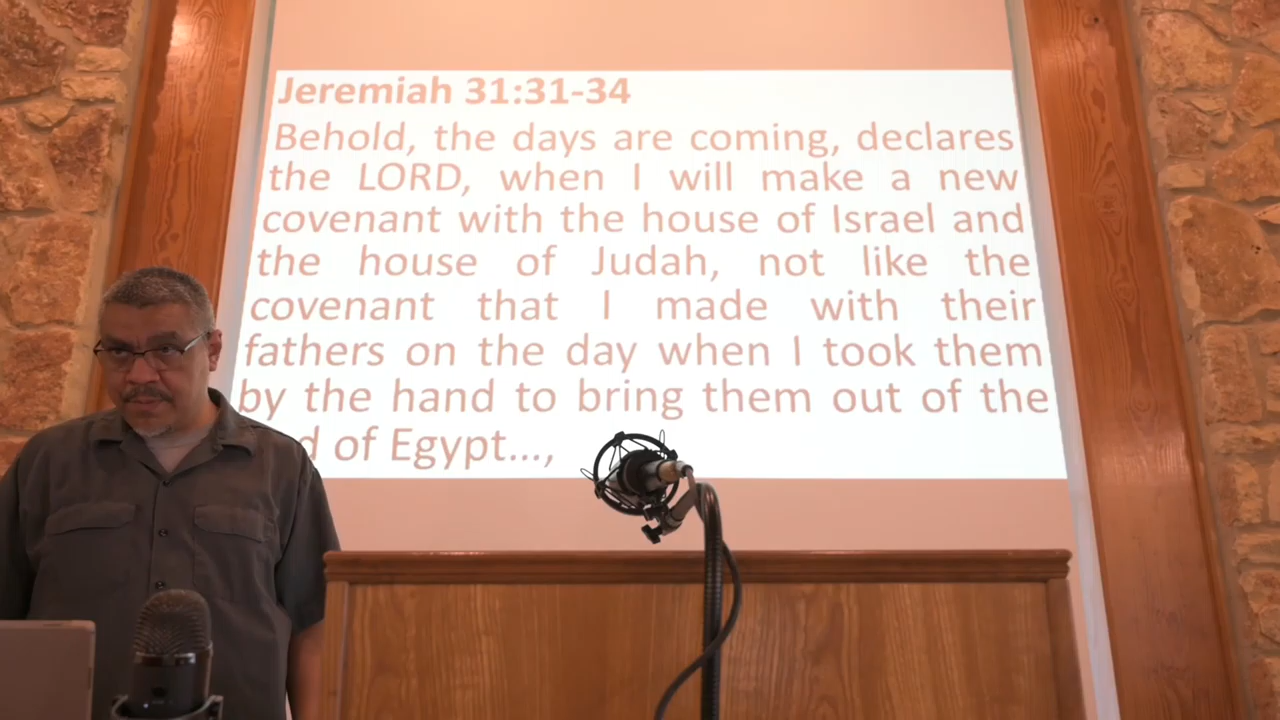 Jeremiah 31:31-34
Behold, the days are coming, declares
the LORD, when I will make a new
covenant with the house of Israel and
the house of Judah, not like the
covenant that I made with their
fathers on the day when I took them
by the hand to bring them out of the
d of Egypt...,